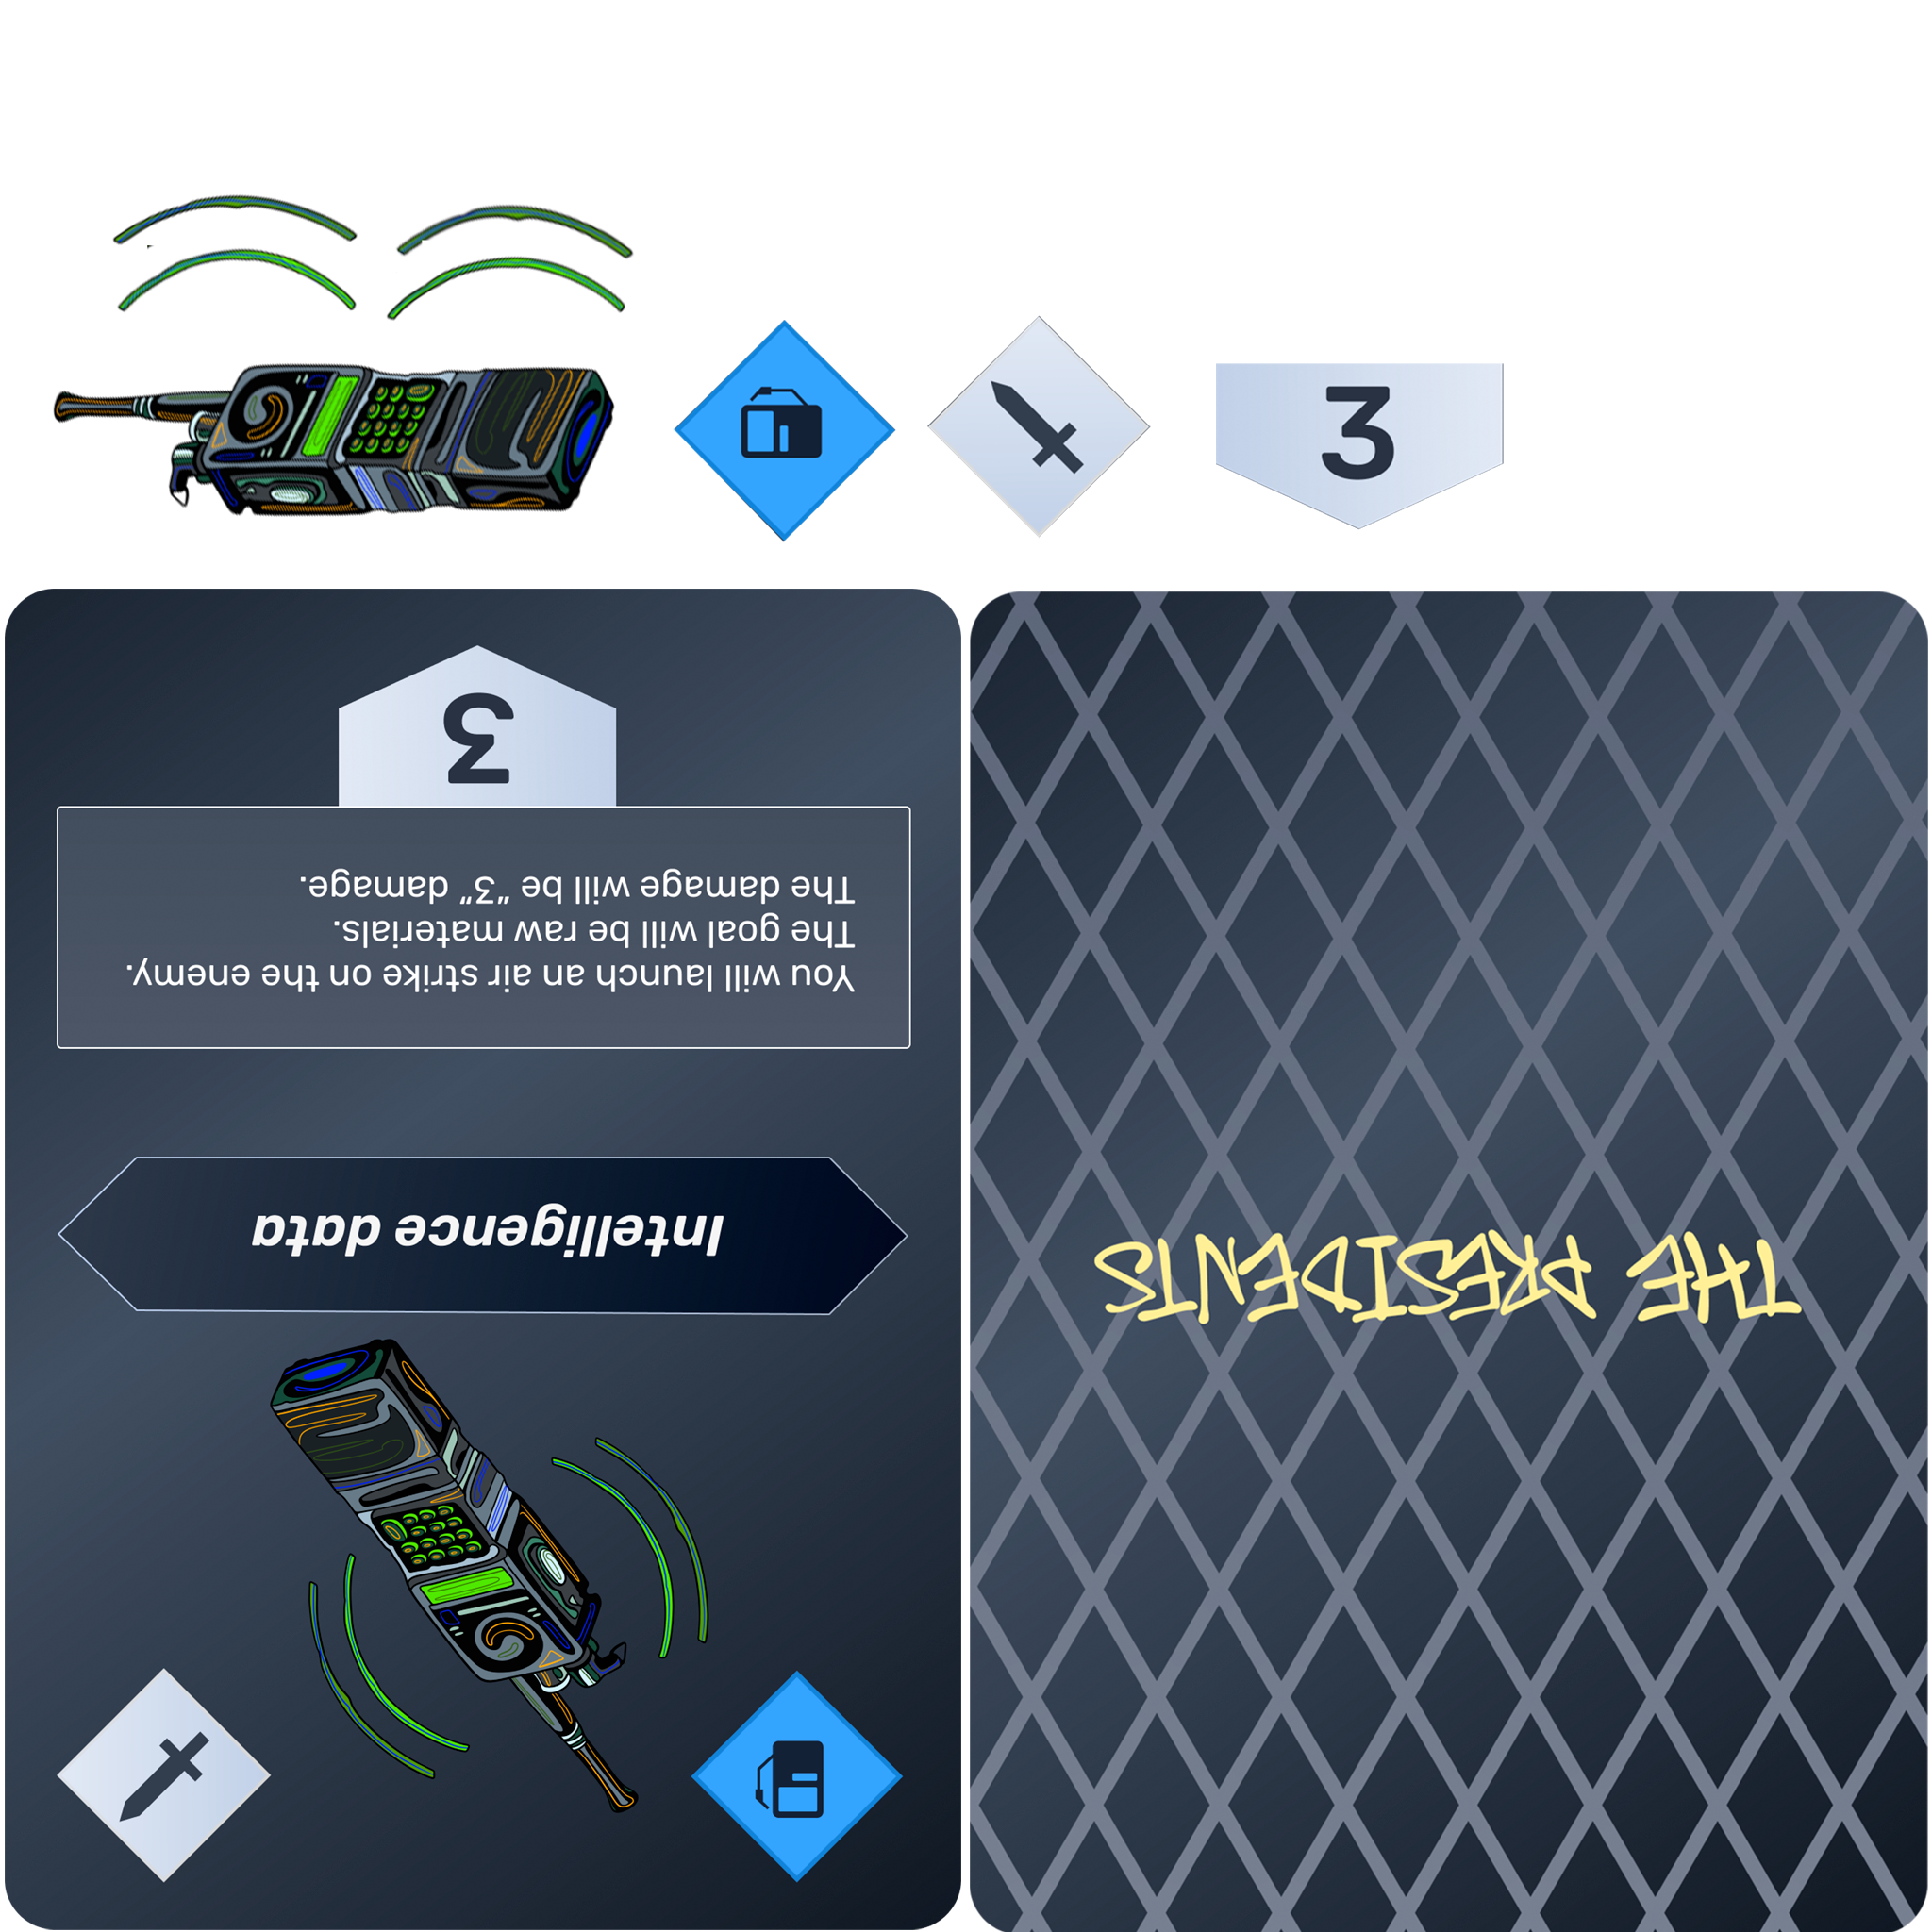 3
Intelligence data
You will launch an air strike on the enemy.
The goal will be raw materials.
The damage will be "3" damage.
3
THE PRESIDENTS